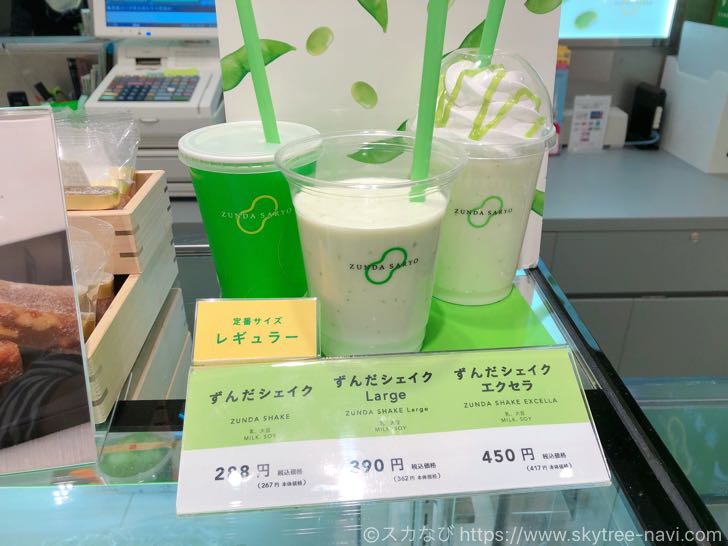 ZUNDA SARYO
ZUNDA SARYO
ZUNDA SARYO
定番サイズ
レギュラー
ずんだシェイク
ZUNDA SHAKE
乳、大豆
MILK, SOY
288円 税込価格
(267円 本体価格)
ずんだシェイク
Large
ZUNDA SHAKE Large
乳、大豆
MILK, SOY
390円 税込価格
(362円 本体価格)
ずんだシェイク
エクセラ
ZUNDA SHAKE EXCELLA
乳、大豆
MILK, SOY
450円 税込価格
(417円 本体価格)
©スカなび https://www.skytree-navi.com